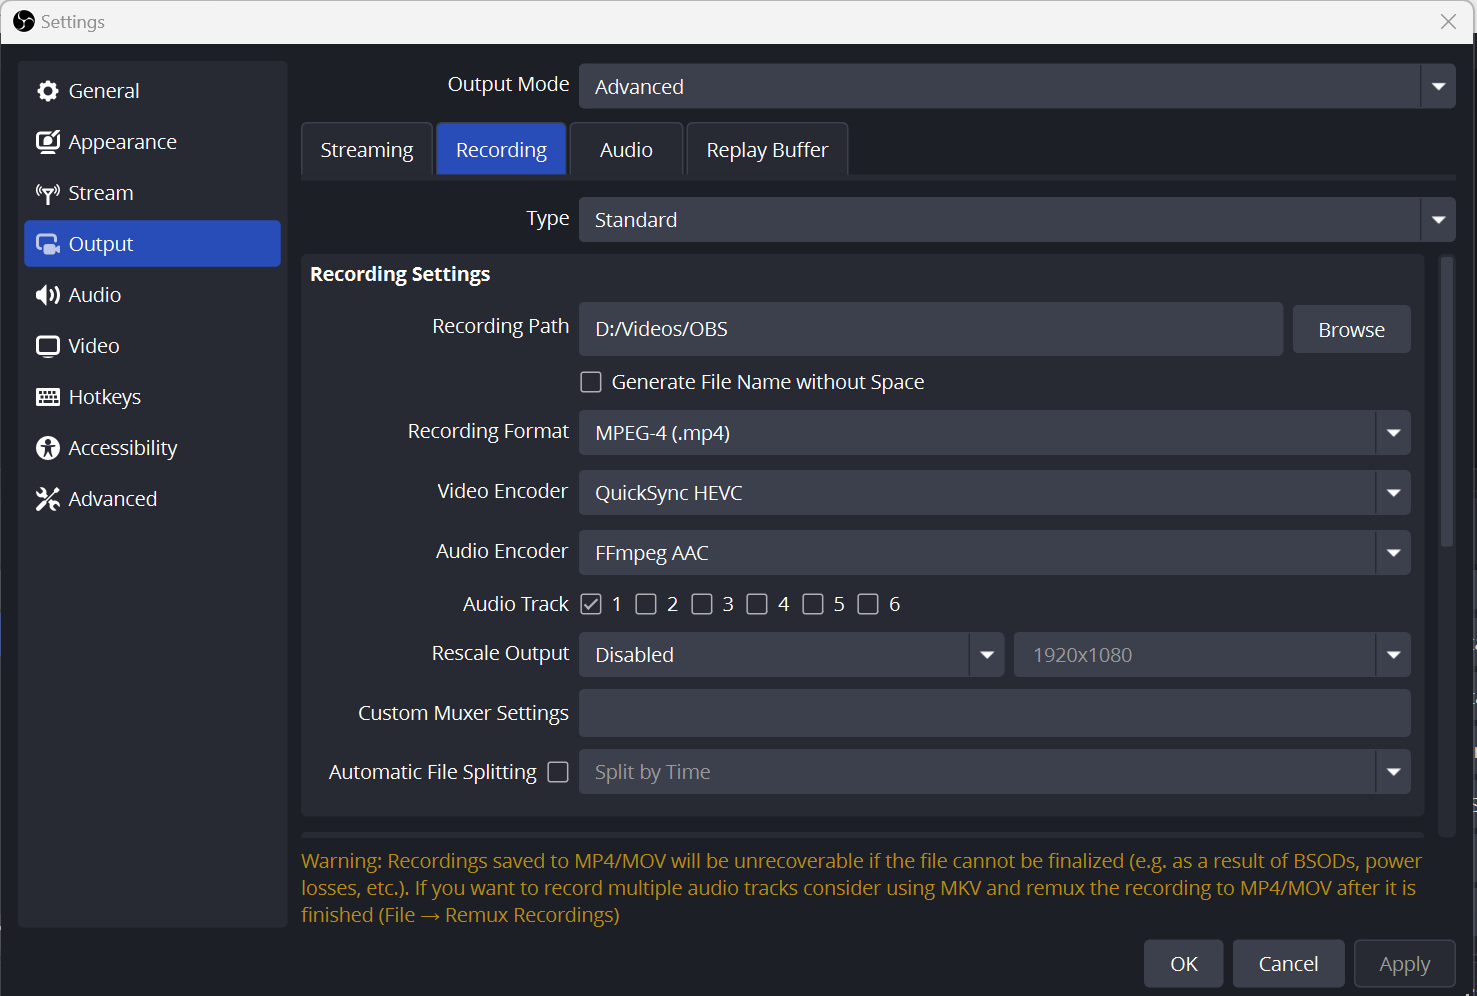 Settings
General
Appearance
Stream
Output
Audio
Video
Hotkeys
Accessibility
Advanced
Output Mode Advanced
Streaming Recording Audio Replay Buffer
Type Standard
Recording Settings
Recording Path D:/Videos/OBS Browse
Generate File Name without Space
Recording Format MPEG-4 (.mp4)
Video Encoder QuickSync HEVC
Audio Encoder FFmpeg AAC
Audio Track 1 2 3 4 5 6
Rescale Output Disabled 1920x1080
Custom Muxer Settings
Automatic File Splitting Split by Time
Warning: Recordings saved to MP4/MOV will be unrecoverable if the file cannot be finalized (e.g. as a result of BSODs, power
losses, etc.). If you want to record multiple audio tracks consider using MKV and remux the recording to MP4/MOV after it is
finished (File → Remux Recordings)
OK Cancel Apply